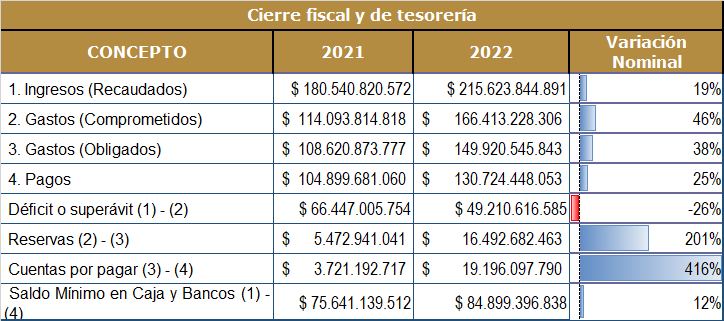 Cierre fiscal y de tesorería
CONCEPTO 2021 2022 Variación Nominal
1. Ingresos (Recaudados) $ 180.540.820.572 $ 215.623.844.891 19%
2. Gastos (Comprometidos) $ 114.093.814.818 $ 166.413.228.306 46%
3. Gastos (Obligados) $ 108.620.873.777 $ 149.920.545.843 38%
4. Pagos $ 104.899.681.060 $ 130.724.448.053 25%
Déficit o superávit (1) - (2) $ 66.447.005.754 $ 49.210.616.585 -26%
Reservas (2) - (3) $ 5.472.941.041 $ 16.492.682.463 201%
Cuentas por pagar (3) - (4) $ 3.721.192.717 $ 19.196.097.790 416%
Saldo Mínimo en Caja y Bancos (1) - (4) $ 75.641.139.512 $ 84.899.396.838 12%